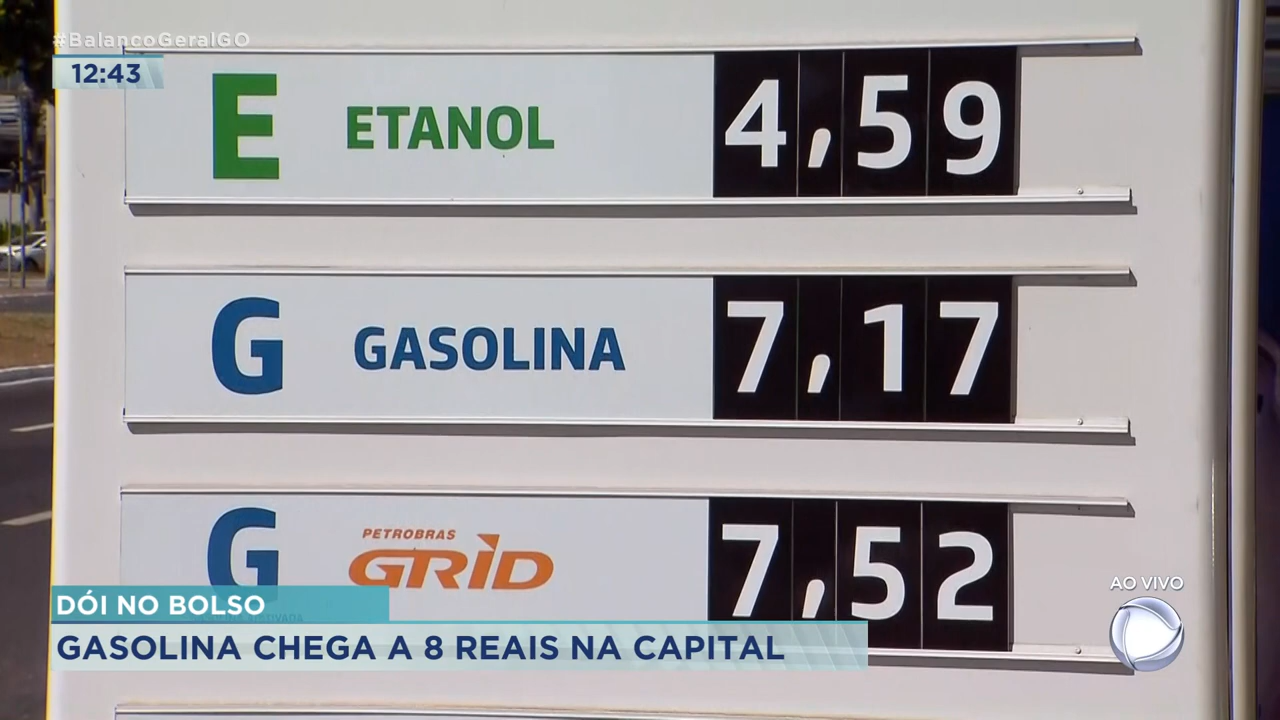 #BalancoGeralGO
12:43
E ETANOL 4,59
G GASOLINA 7,17
G PETROBRAS GRID 7,52
DÓI NO BOLSO
GASOLINA CHEGA A 8 REAIS NA CAPITAL
AO VIVO